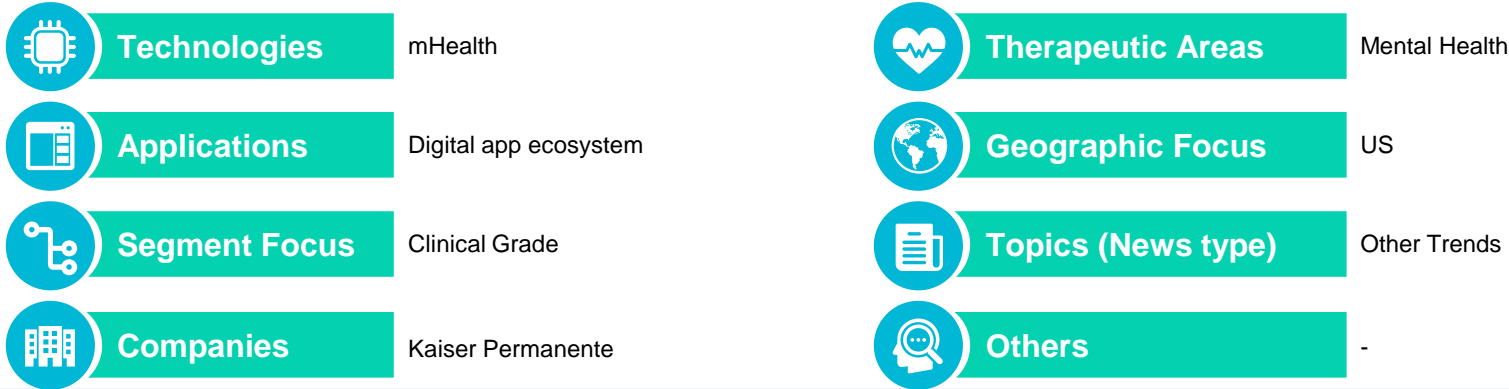 Technologies
mHealth
Therapeutic Areas
Mental Health
Applications
Digital app ecosystem
Geographic Focus
US
Segment Focus
Clinical Grade
Topics (News type)
Other Trends
Companies
Kaiser Permanente
Others
-